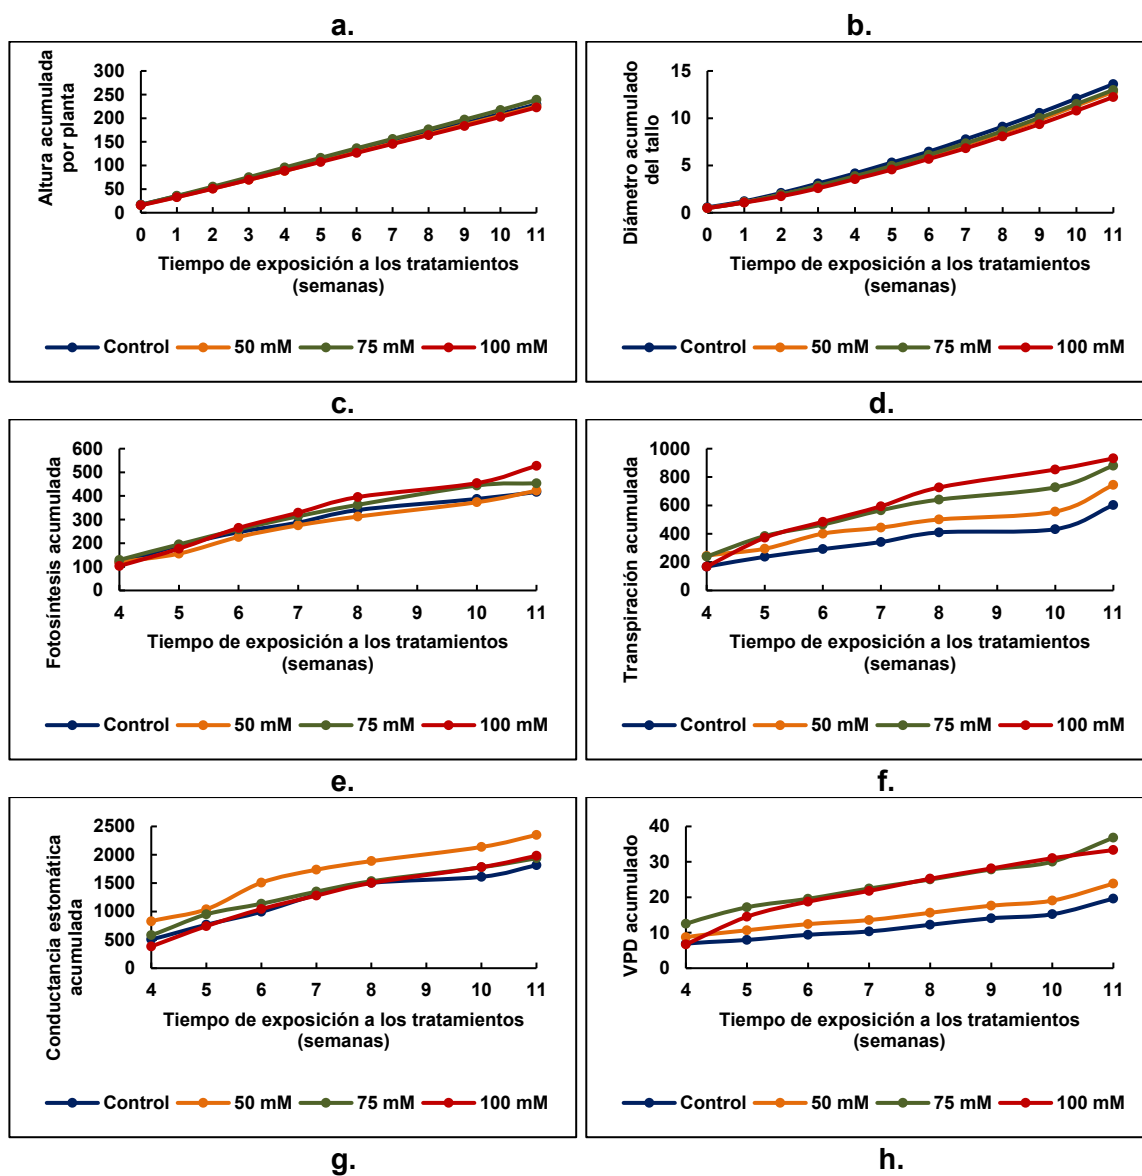 a.
b.
Altura acumulada
por planta
300
250
200
150
100
50
0
0 1 2 3 4 5 6 7 8 9 10 11
Tiempo de exposición a los tratamientos
(semanas)
Control 50 mM 75 mM 100 mM
Diámetro acumulado
del tallo
15
10
5
0
0 1 2 3 4 5 6 7 8 9 10 11
Tiempo de exposición a los tratamientos
(semanas)
Control 50 mM 75 mM 100 mM
c.
d.
Fotosíntesis acumulada
600
500
400
300
200
100
0
4 5 6 7 8 9 10 11
Tiempo de exposición a los tratamientos
(semanas)
Control 50 mM 75 mM 100 mM
Transpiración acumulada
1000
800
600
400
200
0
4 5 6 7 8 9 10 11
Tiempo de exposición a los tratamientos
(semanas)
Control 50 mM 75 mM 100 mM
e.
f.
Conductancia estomática
acumulada
2500
2000
1500
1000
500
0
4 5 6 7 8 9 10 11
Tiempo de exposición a los tratamientos
(semanas)
Control 50 mM 75 mM 100 mM
VPD acumulado
40
30
20
10
0
4 5 6 7 8 9 10 11
Tiempo de exposición a los tratamientos
(semanas)
Control 50 mM 75 mM 100 mM
g.
h.